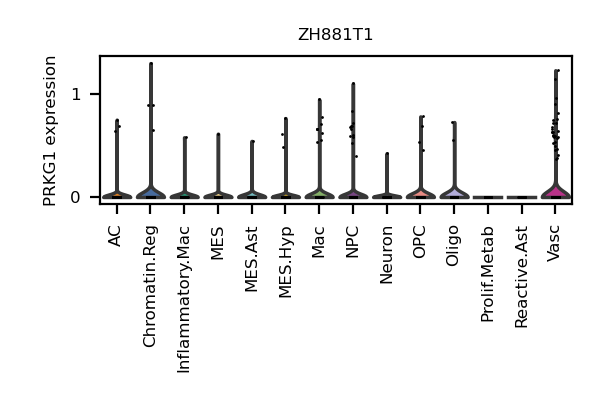 ZH881T1
PRKG1 expression
1
0
AC
Chromatin.Reg
Inflammatory.Mac
MES
MES.Ast
MES.Hyp
Mac
NPC
Neuron
OPC
Oligo
Prolif.Metab
Reactive.Ast
Vasc